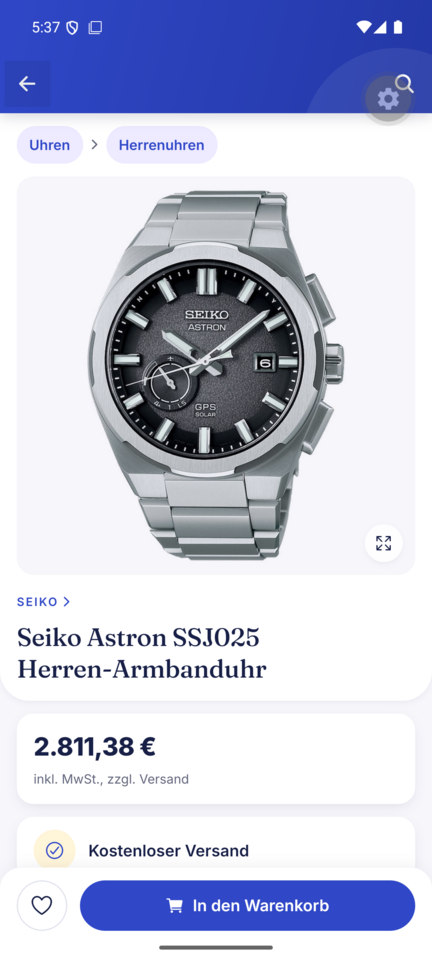 5:37
Uhren
Herrenuhren
SEIKO
ASTRON
6
GPS
SOLAR
SEIKO
Seiko Astron SSJ025
Herren-Armbanduhr
2.811,38 €
inkl. MwSt., zzgl. Versand
Kostenloser Versand
In den Warenkorb